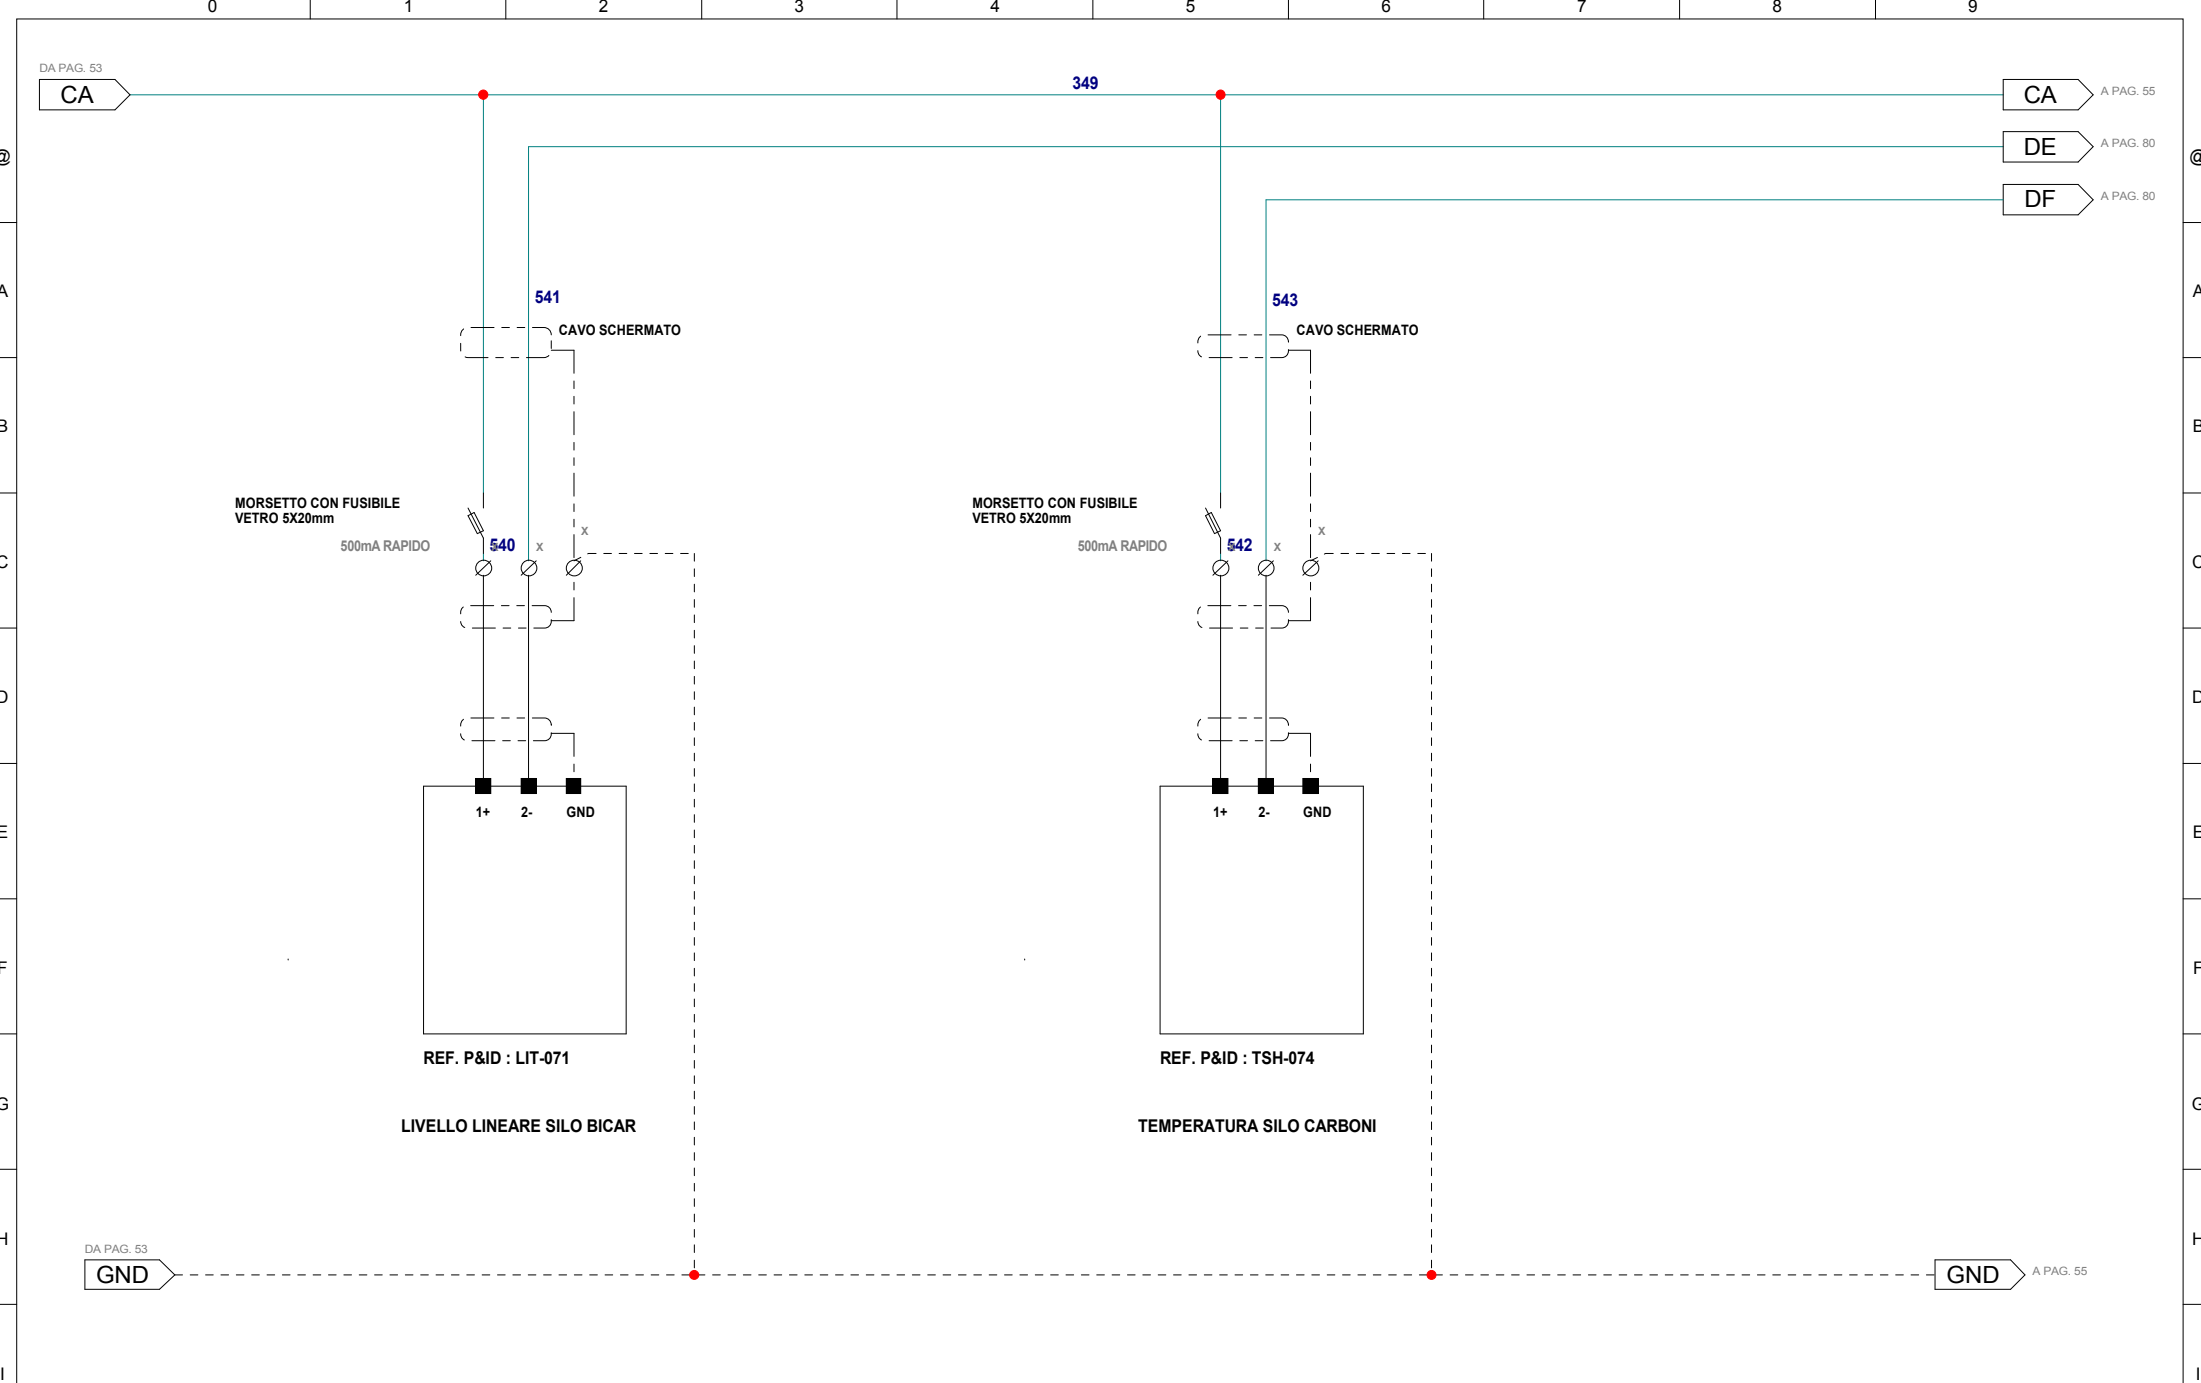 0 1 2 3 4 5 6 7 8 9
DA PAG. 53
CA
349
CA
A PAG. 55
@
DE
A PAG. 80
@
DF
A PAG. 80
A
541
543
A
CAVO SCHERMATO
CAVO SCHERMATO
B
B
MORSETTO CON FUSIBILE
VETRO 5X20mm
500mA RAPIDO
540
x
x
MORSETTO CON FUSIBILE
VETRO 5X20mm
500mA RAPIDO
542
x
x
C
C
D
D
1+ 2- GND
1+ 2- GND
E
E
F
F
REF. P&ID : LIT-071
REF. P&ID : TSH-074
G
G
LIVELLO LINEARE SILO BICAR
TEMPERATURA SILO CARBONI
H
H
DA PAG. 53
GND
GND
A PAG. 55
I
I